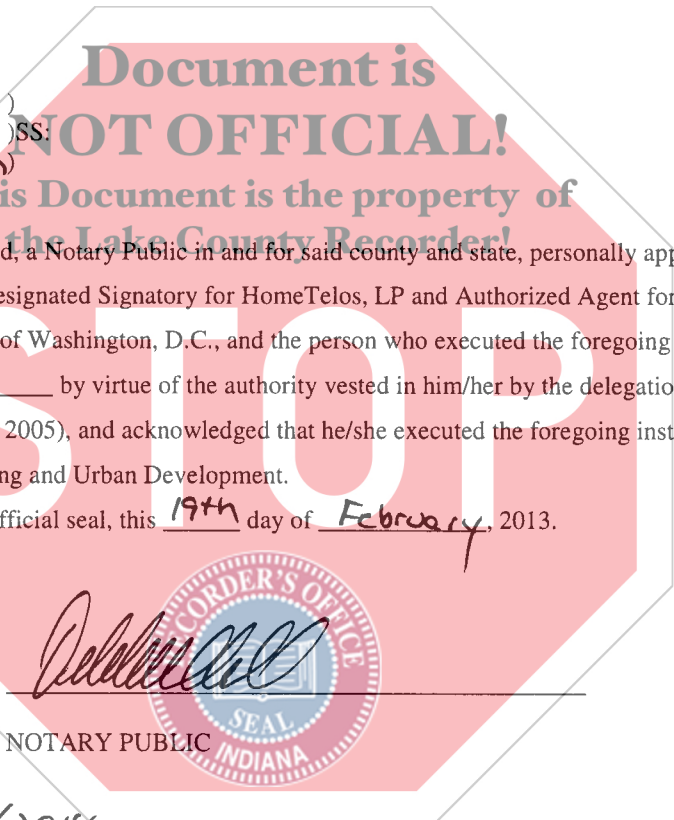 Document is
)
)SS:
NOT OFFICIAL!
)
is Document is the property of
the Lake County Recorder!
d, a Notary Public in and for said county and state, personally app
esignated Signatory for HomeTelos, LP and Authorized Agent for
of Washington, D.C., and the person who executed the foregoing
by virtue of the authority vested in him/her by the delegatio
2005), and acknowledged that he/she executed the foregoing inst
ng and Urban Development.
fficial seal, this 19th day of February, 2013.
STOP
CORDER'S OFFICE
SEAL
INDIANA
NOTARY PUBLIC